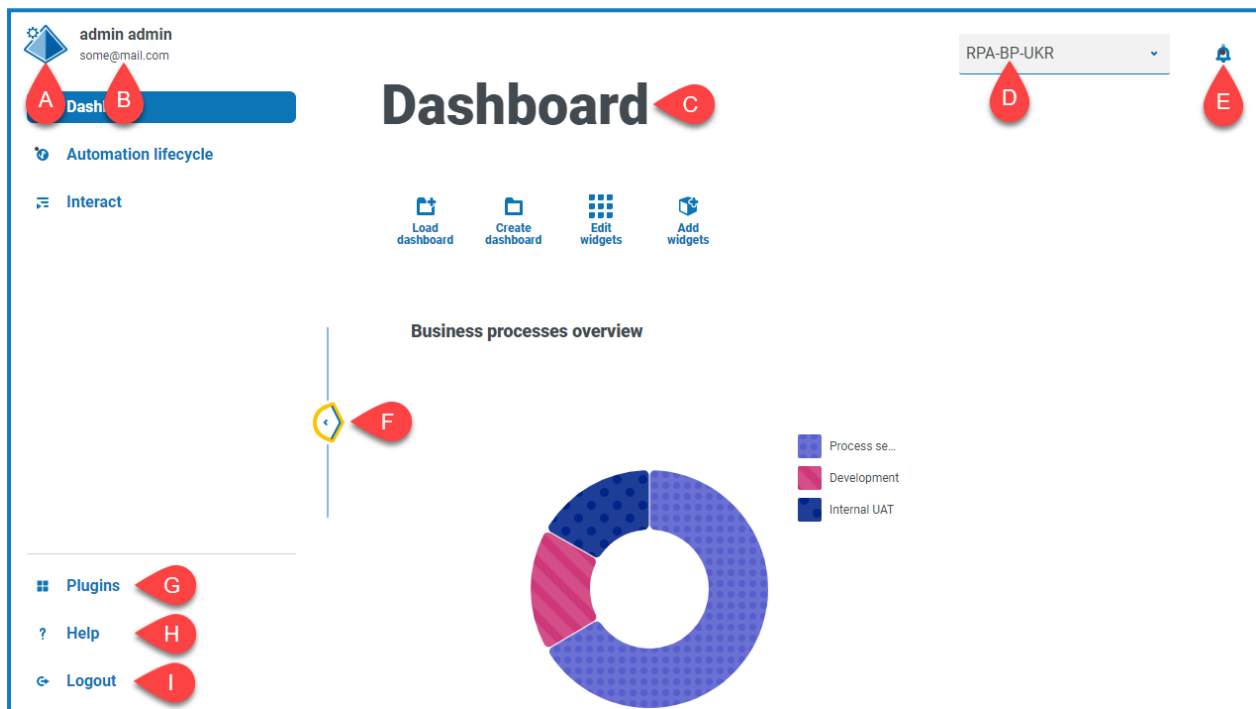 admin admin
some@mail.com
RPA-BP-UKR
A
Dash
B
Dashboard
C
D
E
Automation lifecycle
Interact
Load
dashboard
Create
dashboard
Edit
widgets
Add
widgets
Business processes overview
F
Process se...
Development
Internal UAT
Plugins
G
? Help
H
Logout
I